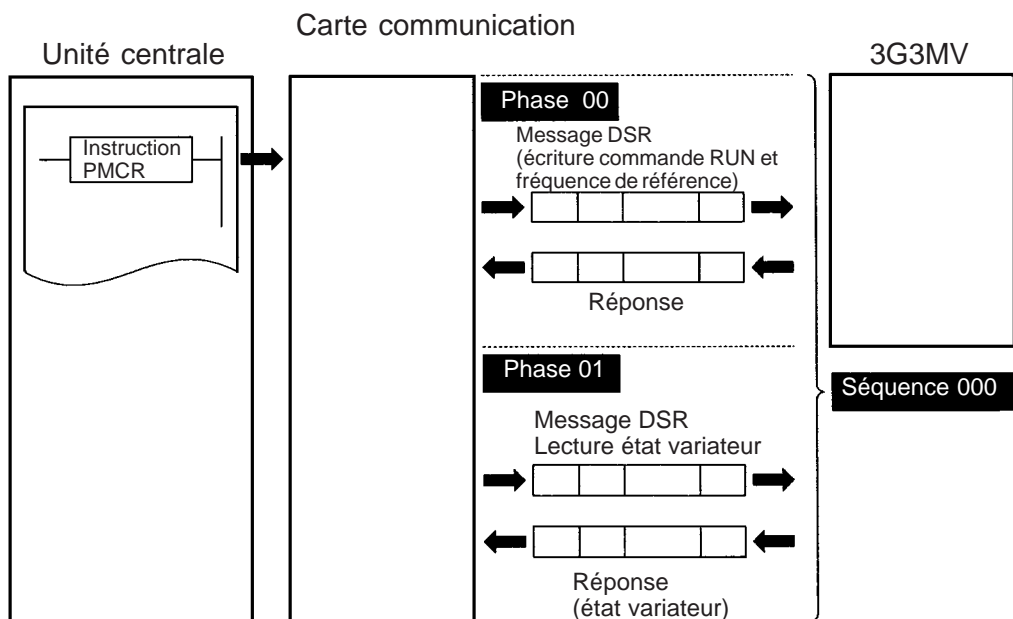 Carte communication
Unité centrale
3G3MV
Instruction
PMCR
Phase 00
Message DSR
(écriture commande RUN et
fréquence de référence)
Réponse
Phase 01
Séquence 000
Message DSR
Lecture état variateur
Réponse
(état variateur)